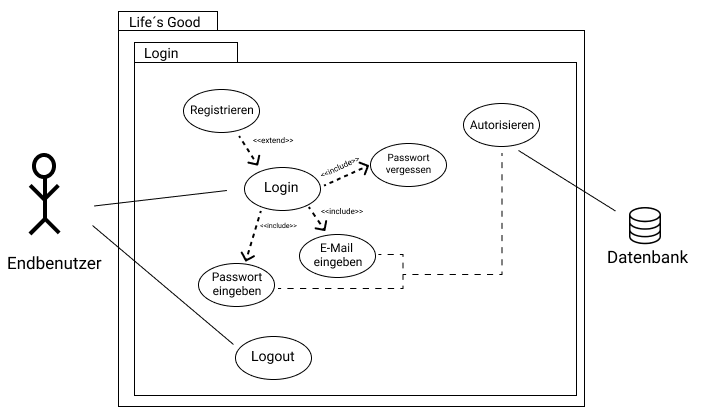 Life´s Good
Login
Registrieren
<<extend>>
Autorisieren
<<include>>
Passwort
vergessen
Login
<<include>>
<<include>>
E-Mail
eingeben
Passwort
eingeben
Logout
Endbenutzer
Datenbank